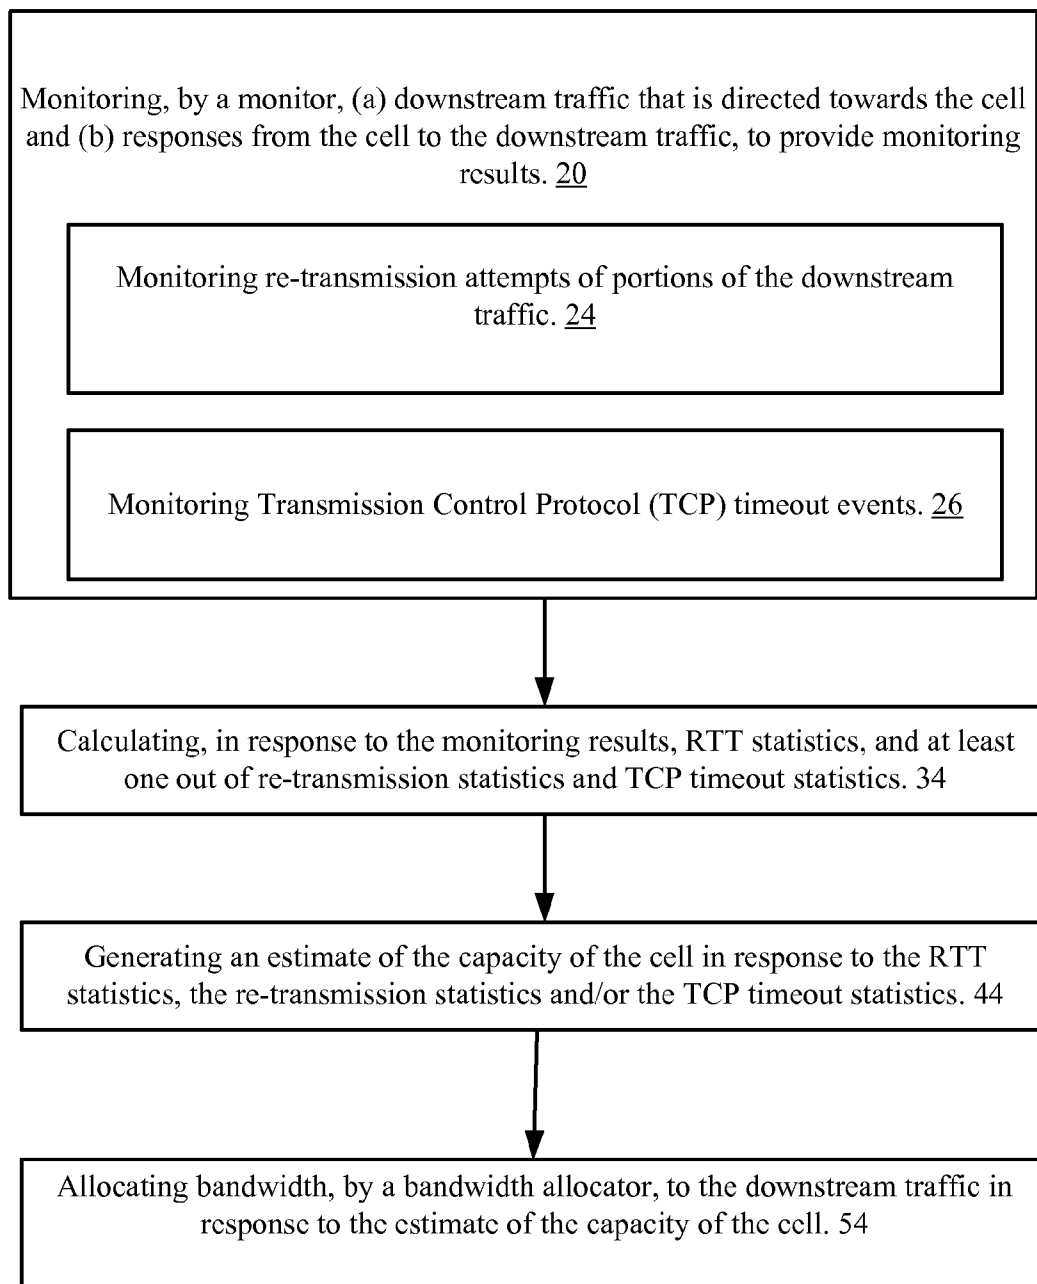 Monitoring, by a monitor, (a) downstream traffic that is directed towards the cell
and (b) responses from the cell to the downstream traffic, to provide monitoring
results. 20
Monitoring re-transmission attempts of portions of the downstream
traffic. 24
Monitoring Transmission Control Protocol (TCP) timeout events. 26
Calculating, in response to the monitoring results, RTT statistics, and at least
one out of re-transmission statistics and TCP timeout statistics. 34
Generating an estimate of the capacity of the cell in response to the RTT
statistics, the re-transmission statistics and/or the TCP timeout statistics. 44
Allocating bandwidth, by a bandwidth allocator, to the downstream traffic in
response to the estimate of the capacity of the cell. 54